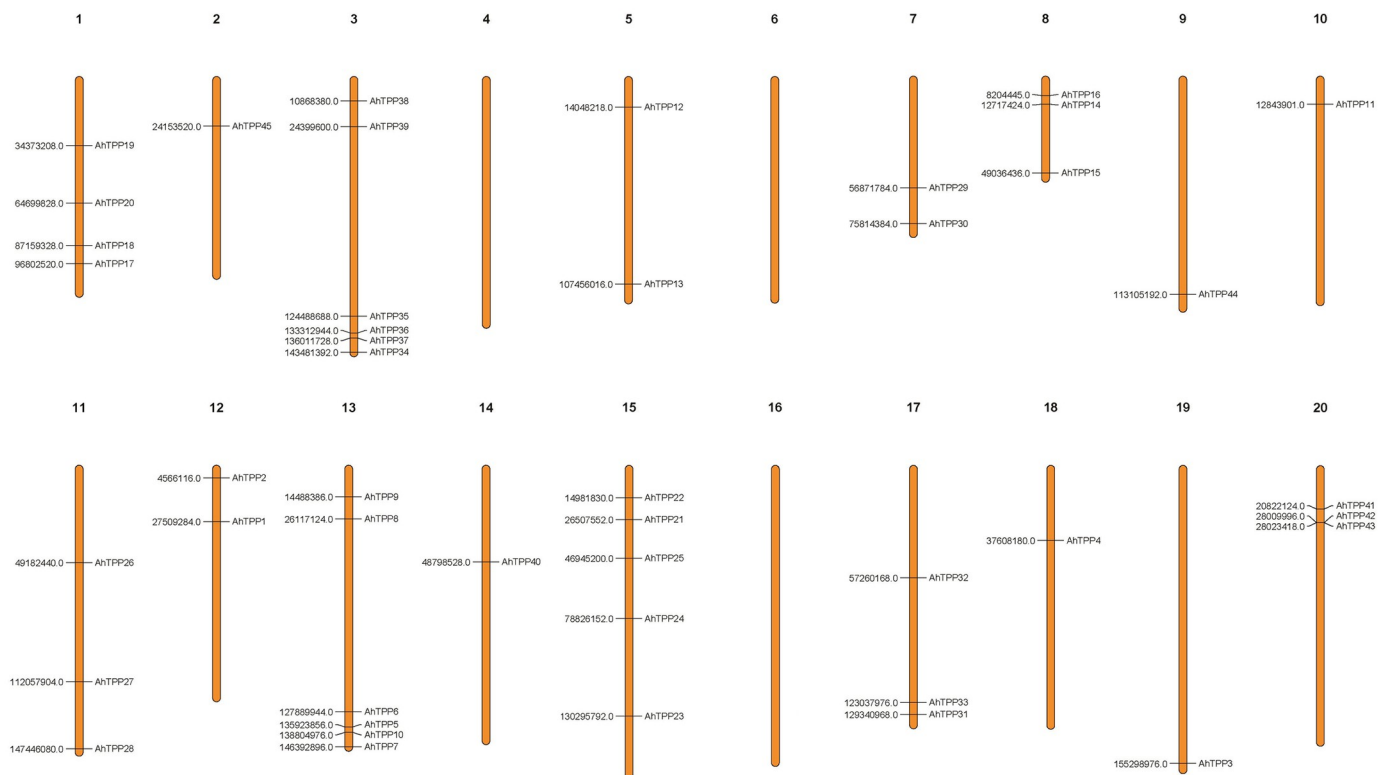 1 2 3 4 5 6 7 8 9 10
34373208.0 AhTPP19
64699828.0 AhTPP20
87159328.0 AhTPP18
96802520.0 AhTPP17
24153520.0 AhTPP45
10868380.0 AhTPP38
24399600.0 AhTPP39
124488688.0 AhTPP35
133312944.0 AhTPP36
136011728.0 AhTPP37
143481392.0 AhTPP34
14048218.0 AhTPP12
107456016.0 AhTPP13
56871784.0 AhTPP29
75814384.0 AhTPP30
8204445.0 AhTPP16
12717424.0 AhTPP14
49036436.0 AhTPP15
113105192.0 AhTPP44
12843901.0 AhTPP11
11 12 13 14 15 16 17 18 19 20
49182440.0 AhTPP26
112057904.0 AhTPP27
147446080.0 AhTPP28
4566116.0 AhTPP2
27509284.0 AhTPP1
14488386.0 AhTPP9
26117124.0 AhTPP8
127889944.0 AhTPP6
135923856.0 AhTPP5
138804976.0 AhTPP10
146392896.0 AhTPP7
48798528.0 AhTPP40
14981830.0 AhTPP22
26507552.0 AhTPP21
46945200.0 AhTPP25
78826152.0 AhTPP24
130295792.0 AhTPP23
57260168.0 AhTPP32
123037976.0 AhTPP33
129340968.0 AhTPP31
37608180.0 AhTPP4
155298976.0 AhTPP3
20822124.0 AhTPP41
28009996.0 AhTPP42
28023418.0 AhTPP43